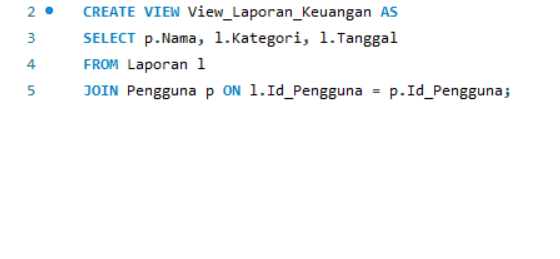 2 CREATE VIEW View_Laporan_Keuangan AS
3 SELECT p.Nama, l.Kategori, l.Tanggal
4 FROM Laporan l
5 JOIN Pengguna p ON l.Id_Pengguna = p.Id_Pengguna;